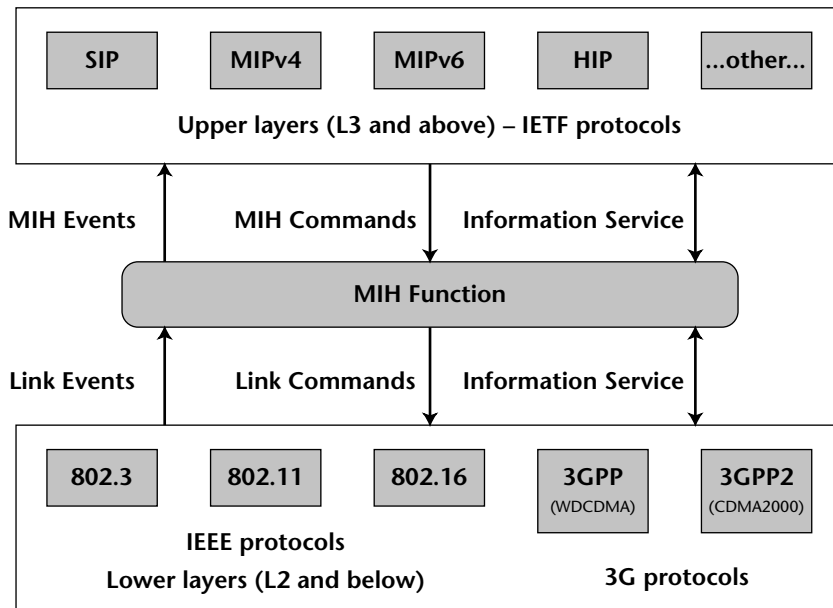 SIP MIPv4 MIPv6 HIP ...other...
Upper layers (L3 and above) – IETF protocols
MIH Events MIH Commands Information Service
MIH Function
Link Events Link Commands Information Service
802.3 802.11 802.16 3GPP 3GPP2
(WDCDMA) (CDMA2000)
IEEE protocols
Lower layers (L2 and below) 3G protocols